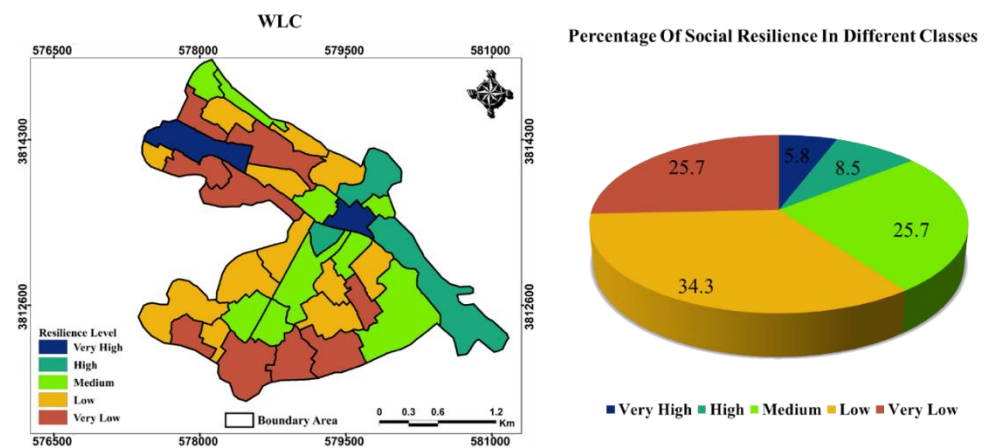 WLC
576500 578000 579500 581000
3814300
3814300
3812600
3812600
Resilience Level
Very High
High
Medium
Low
Very Low
Boundary Area
0 0.3 0.6 1.2
Km
576500 578000 579500 581000
Percentage Of Social Resilience In Different Classes
5.8
8.5
25.7
25.7
34.3
Very High High Medium Low Very Low